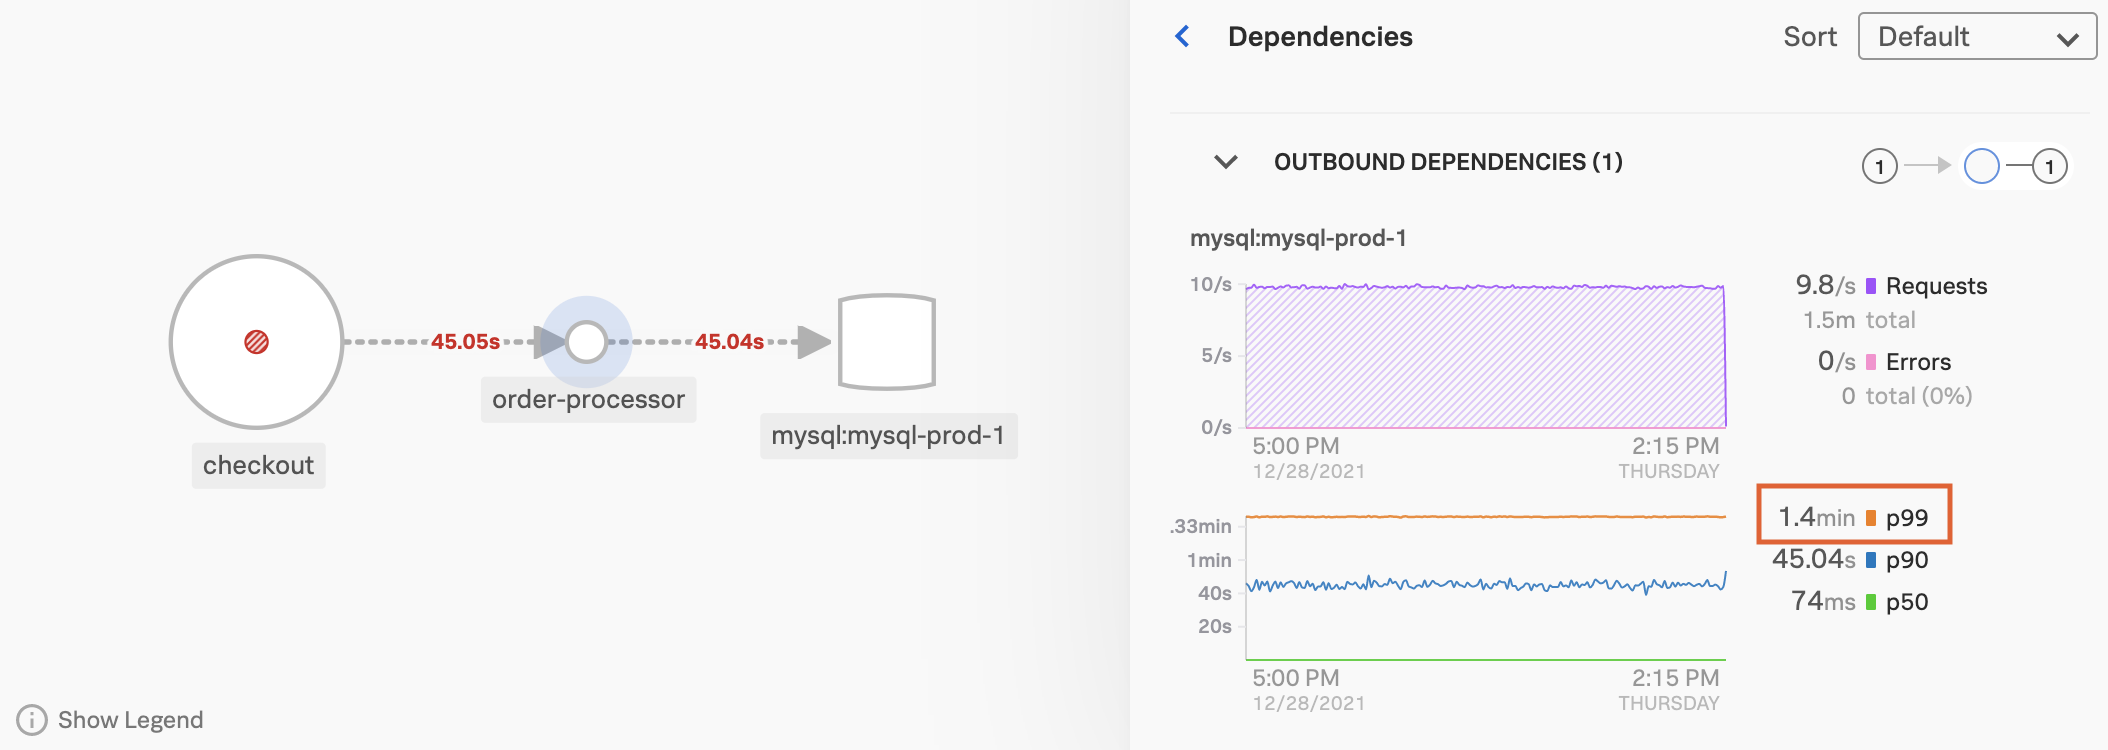 45.05s
45.04s
order-processor
checkout
mysql:mysql-prod-1
Show Legend
Dependencies
Sort
Default
OUTBOUND DEPENDENCIES (1)
1
1
mysql:mysql-prod-1
10/s
5/s
0/s
5:00 PM
2:15 PM
12/28/2021
THURSDAY
9.8/s Requests
1.5m total
0/s Errors
0 total (0%)
.33min
1min
40s
20s
5:00 PM
2:15 PM
12/28/2021
THURSDAY
1.4min p99
45.04s p90
74ms p50